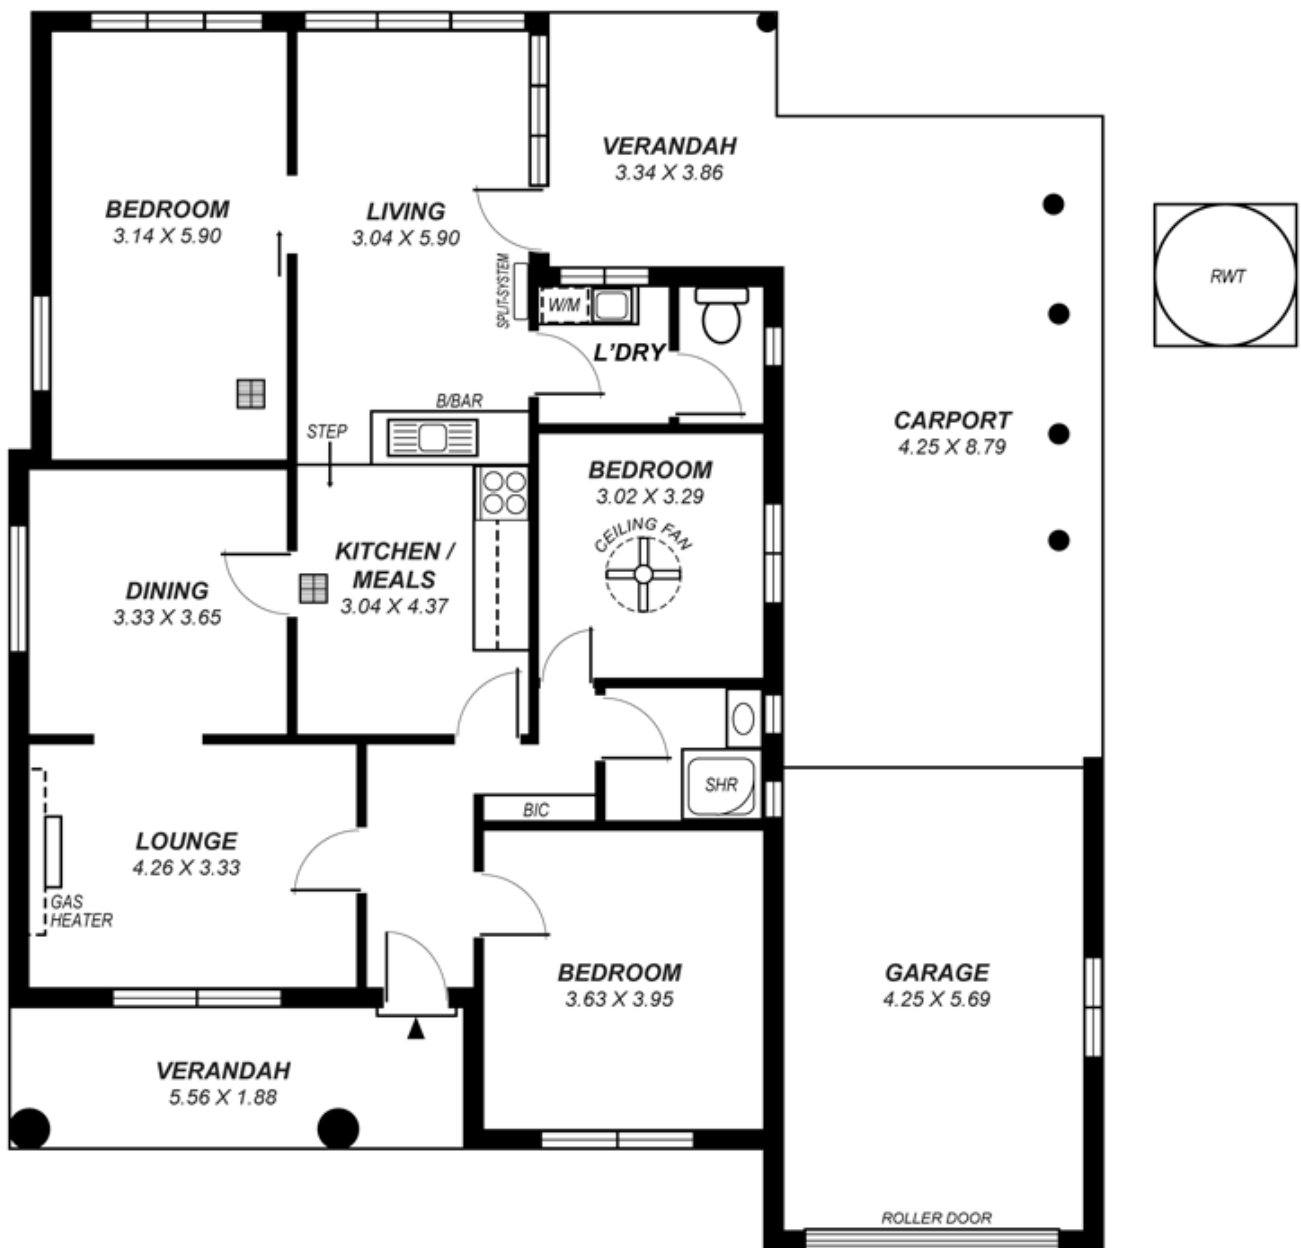 VERANDAH
3.34 X 3.86
BEDROOM
3.14 X 5.90
LIVING
3.04 X 5.90
SPLIT-SYSTEM
W/M
L'DRY
RWT
B/BAR
STEP
CARPORT
4.25 X 8.79
BEDROOM
3.02 X 3.29
CEILING FAN
KITCHEN /
MEALS
3.04 X 4.37
DINING
3.33 X 3.65
SHR
BIC
LOUNGE
4.26 X 3.33
GAS
HEATER
BEDROOM
3.63 X 3.95
GARAGE
4.25 X 5.69
VERANDAH
5.56 X 1.88
ROLLER DOOR